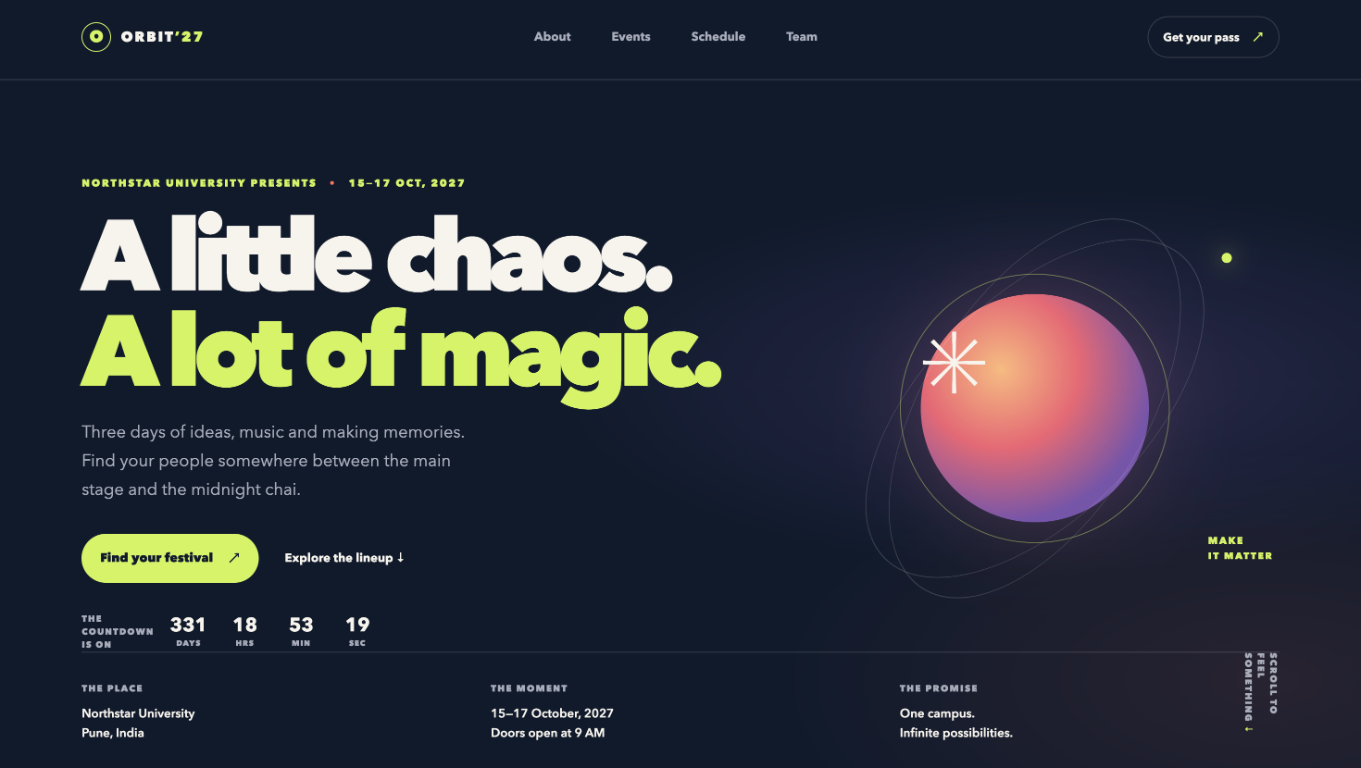 O ORBIT'27
About Events Schedule Team
Get your pass ↗
NORTHSTAR UNIVERSITY PRESENTS • 15–17 OCT, 2027
A little chaos.
A lot of magic.
Three days of ideas, music and making memories.
Find your people somewhere between the main
stage and the midnight chai.
Find your festival ↗ Explore the lineup ↓
MAKE
IT MATTER
THE
COUNTDOWN
IS ON
331 18 53 19
DAYS HRS MIN SEC
SCROLL TO
FEEL
SOMETHING ↓
THE PLACE
Northstar University
Pune, India
THE MOMENT
15–17 October, 2027
Doors open at 9 AM
THE PROMISE
One campus.
Infinite possibilities.